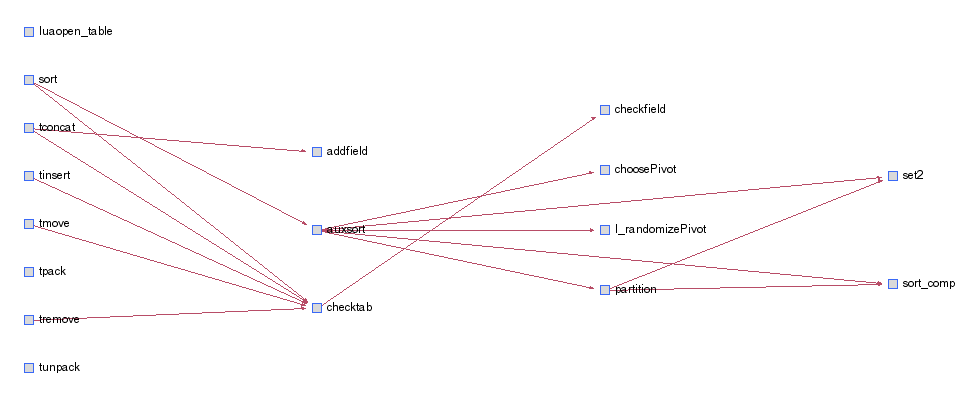 luaopen_table
sort
tconcat
tinsert
tmove
tpack
tremove
tunpack
addfield
auxsort
checktab
checkfield
choosePivot
l_randomizePivot
partition
set2
sort_comp